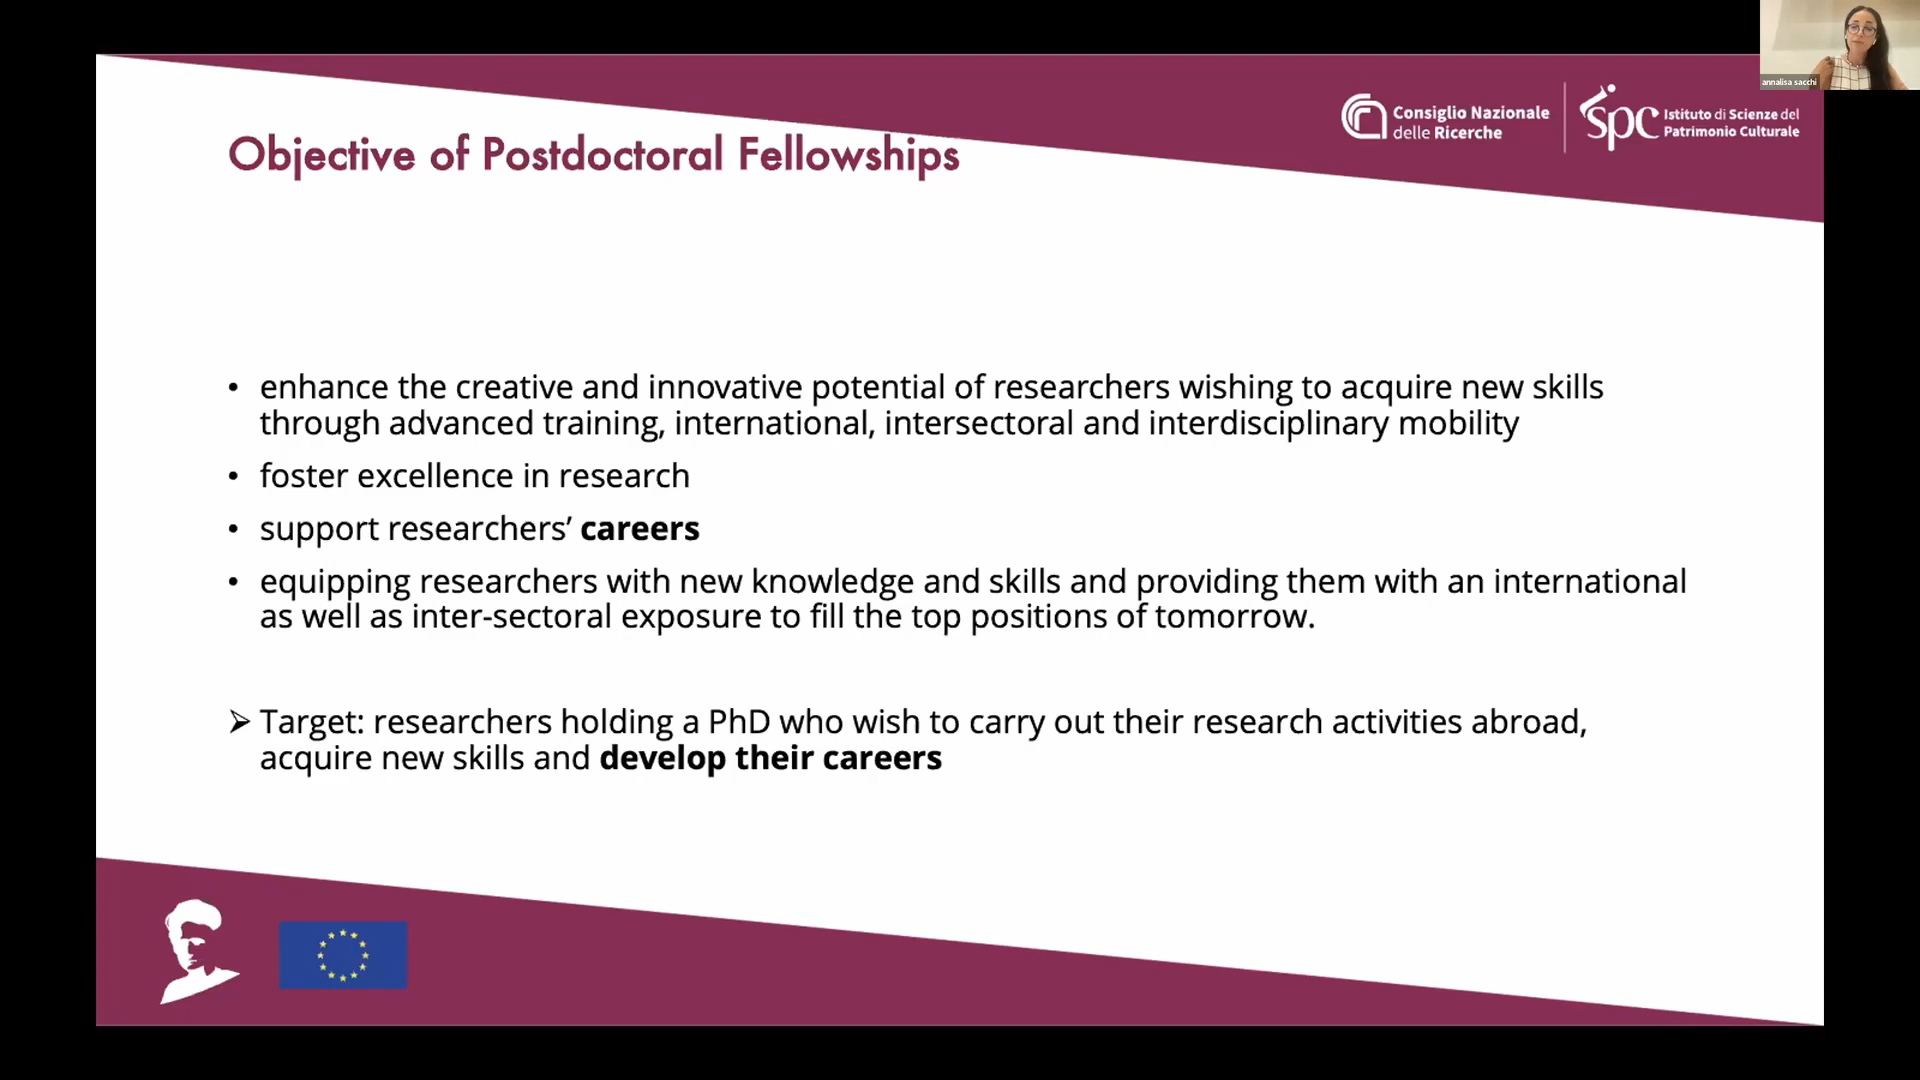 annalisa sacchi
Consiglio Nazionale
delle Ricerche
spc
Istituto di Scienze del
Patrimonio Culturale
Objective of Postdoctoral Fellowships
• enhance the creative and innovative potential of researchers wishing to acquire new skills
through advanced training, international, intersectoral and interdisciplinary mobility
• foster excellence in research
• support researchers’ careers
• equipping researchers with new knowledge and skills and providing them with an international
as well as inter-sectoral exposure to fill the top positions of tomorrow.
➢ Target: researchers holding a PhD who wish to carry out their research activities abroad,
acquire new skills and develop their careers